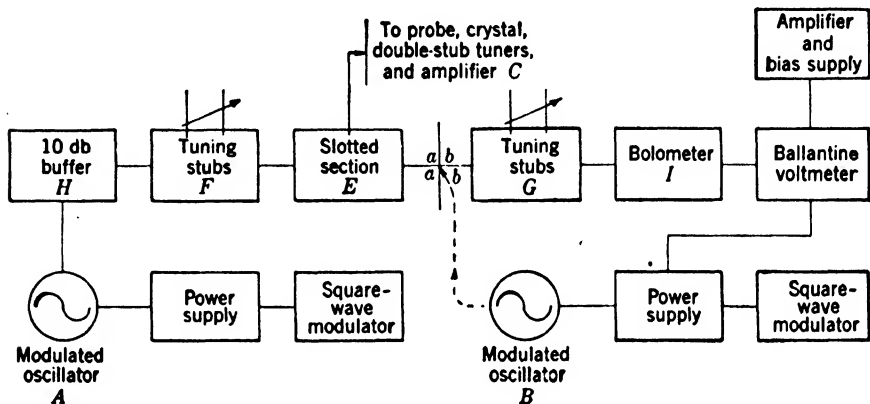 To probe, crystal,
double-stub tuners,
and amplifier C
Amplifier
and
bias supply
10 db
buffer
H
Tuning
stubs
F
Slotted
section
E
a b
a b
Tuning
stubs
G
Bolometer
I
Ballantine
voltmeter
Power
supply
Square-
wave
modulator
Modulated
oscillator
A
Power
supply
Square-
wave
modulator
Modulated
oscillator
B